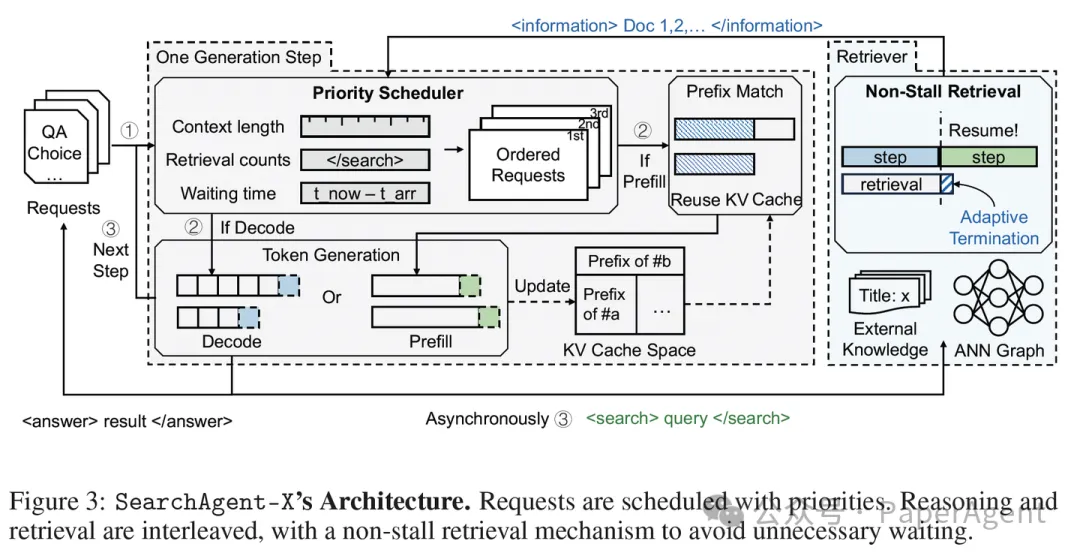 <information> Doc 1,2,… </information>
One Generation Step
Retriever
Priority Scheduler
Context length
Retrieval counts
</search>
Waiting time
t_now – t_arr
3rd
2nd
1st
Ordered
Requests
QA
Choice
…
Requests
①
②
If
Prefill
Prefix Match
Reuse KV Cache
Non-Stall Retrieval
Resume!
step
step
retrieval
Adaptive
Termination
③
Next
Step
②
If Decode
Token Generation
Or
Decode
Prefill
Update
Prefix of #b
Prefix
of #a
…
KV Cache Space
Title: x
External
Knowledge
ANN Graph
<answer> result </answer>
Asynchronously ③ <search> query </search>
Figure 3: SearchAgent-X's Architecture. Requests are scheduled with priorities. Reasoning and
retrieval are interleaved, with a non-stall retrieval mechanism to avoid unnecessary waiting.
公众号 · PaperAgent